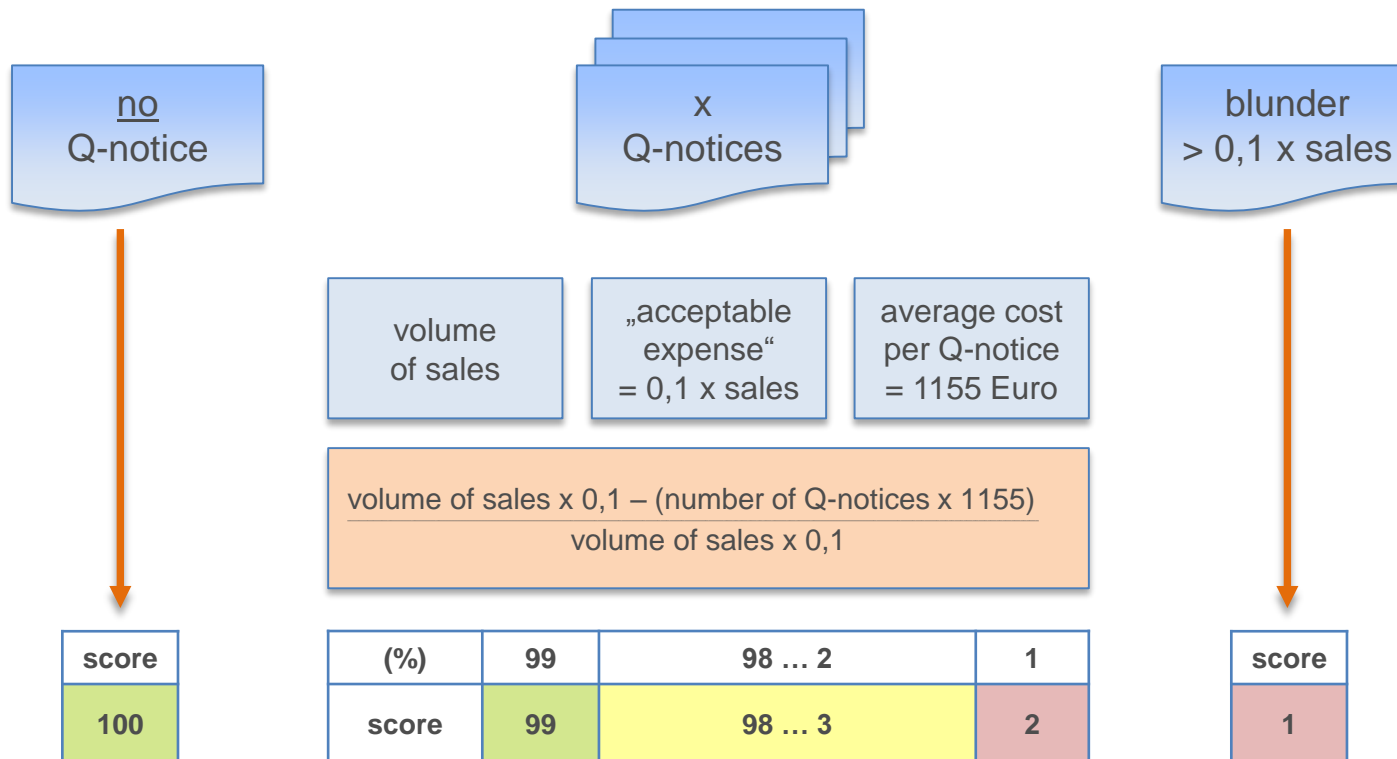 no
Q-notice
x
Q-notices
blunder
> 0,1 x sales
volume
of sales
„acceptable
expense“
= 0,1 x sales
average cost
per Q-notice
= 1155 Euro
volume of sales x 0,1 – (number of Q-notices x 1155)
volume of sales x 0,1
score
100
(%) 99 98 … 2 1
score 99 98 … 3 2
score
1